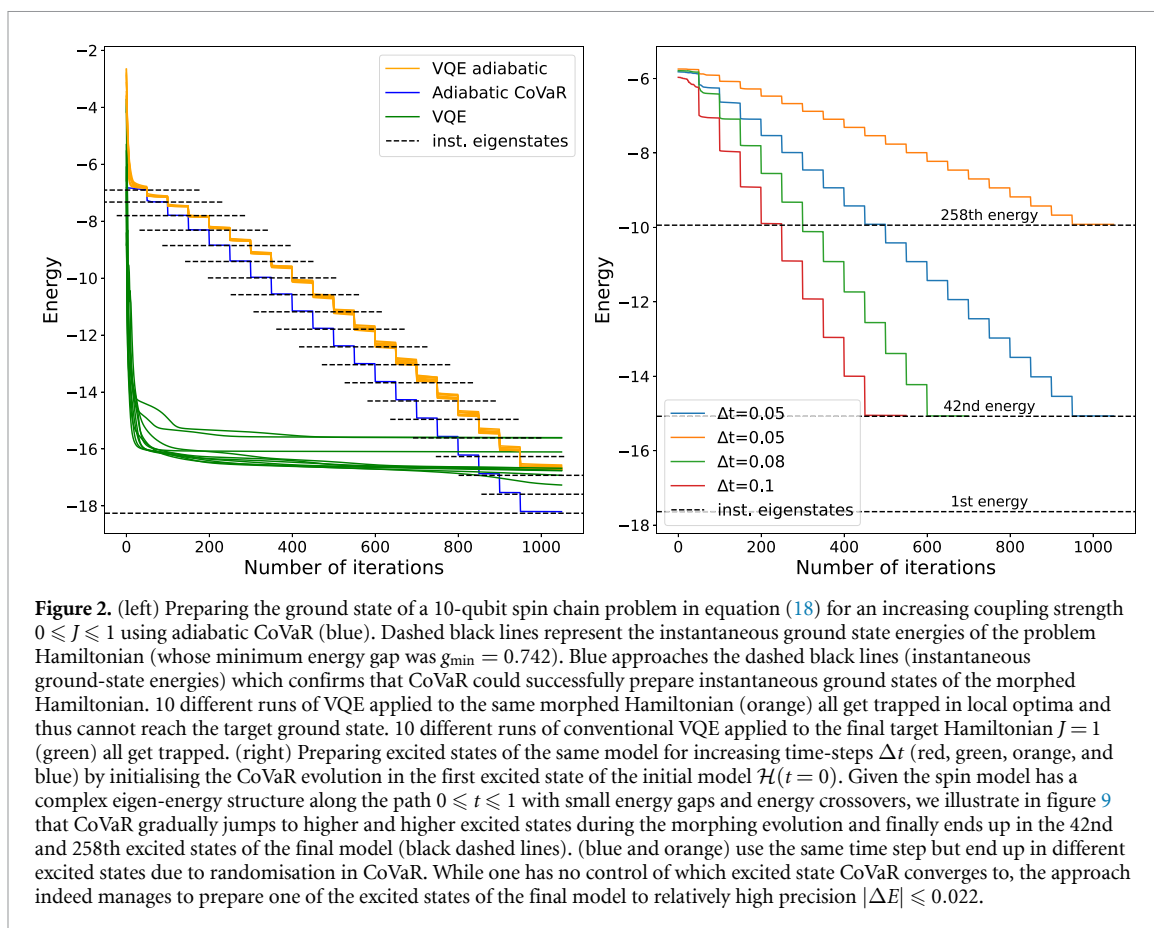 −2
−4
−6
−8
−10
−12
−14
−16
−18
Energy
0 200 400 600 800 1000
Number of iterations
VQE adiabatic
Adiabatic CoVaR
VQE
inst. eigenstates
−6
−8
−10
−12
−14
−16
−18
Energy
0 200 400 600 800 1000
Number of iterations
258th energy
42nd energy
1st energy
Δt=0.05
Δt=0.05
Δt=0.08
Δt=0.1
inst. eigenstates
Figure 2. (left) Preparing the ground state of a 10-qubit spin chain problem in equation (18) for an increasing coupling strength
0 ⩽ J ⩽ 1 using adiabatic CoVaR (blue). Dashed black lines represent the instantaneous ground state energies of the problem
Hamiltonian (whose minimum energy gap was g_min = 0.742). Blue approaches the dashed black lines (instantaneous
ground-state energies) which confirms that CoVaR could successfully prepare instantaneous ground states of the morphed
Hamiltonian. 10 different runs of VQE applied to the same morphed Hamiltonian (orange) all get trapped in local optima and
thus cannot reach the target ground state. 10 different runs of conventional VQE applied to the final target Hamiltonian J = 1
(green) all get trapped. (right) Preparing excited states of the same model for increasing time-steps Δt (red, green, orange, and
blue) by initialising the CoVaR evolution in the first excited state of the initial model ℋ(t = 0). Given the spin model has a
complex eigen-energy structure along the path 0 ⩽ t ⩽ 1 with small energy gaps and energy crossovers, we illustrate in figure 9
that CoVaR gradually jumps to higher and higher excited states during the morphing evolution and finally ends up in the 42nd
and 258th excited states of the final model (black dashed lines). (blue and orange) use the same time step but end up in different
excited states due to randomisation in CoVaR. While one has no control of which excited state CoVaR converges to, the approach
indeed manages to prepare one of the excited states of the final model to relatively high precision |ΔE| ⩽ 0.022.